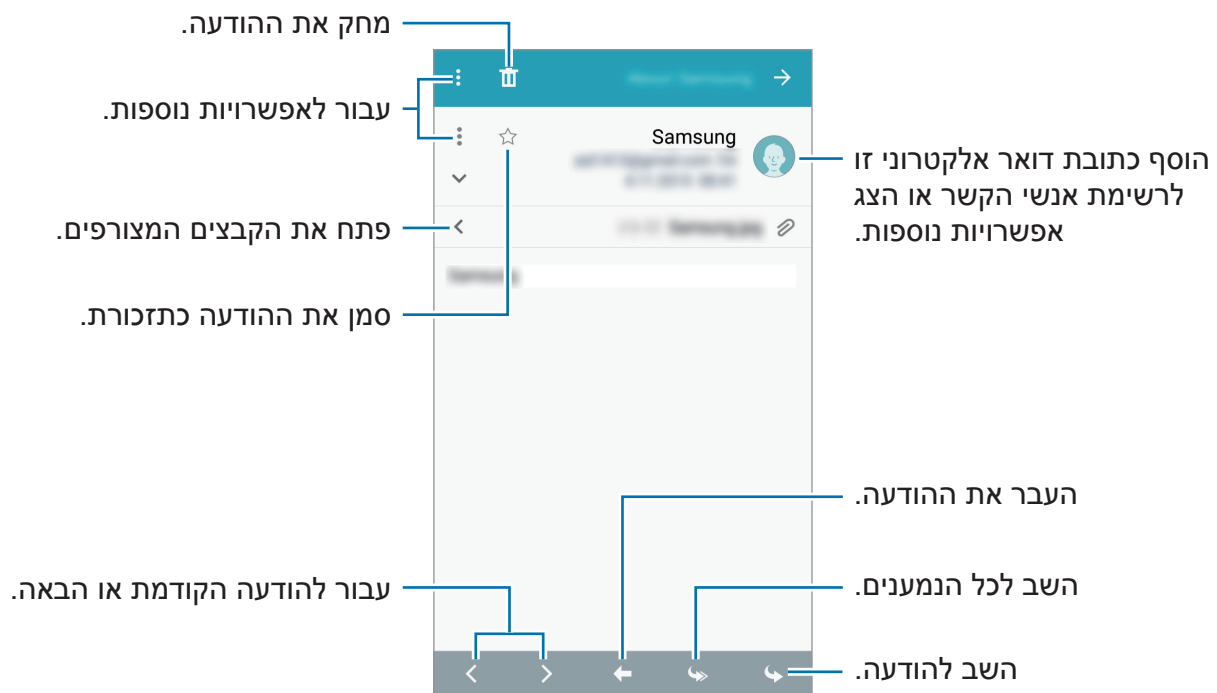 מחק את ההודעה.
עבור לאפשרויות נוספות.
Samsung
הוסף כתובת דואר אלקטרוני זו
לרשימת אנשי הקשר או הצג
אפשרויות נוספות.
פתח את הקבצים המצורפים.
סמן את ההודעה כתזכורת.
העבר את ההודעה.
עבור להודעה הקודמת או הבאה.
השב לכל הנמענים.
השב להודעה.